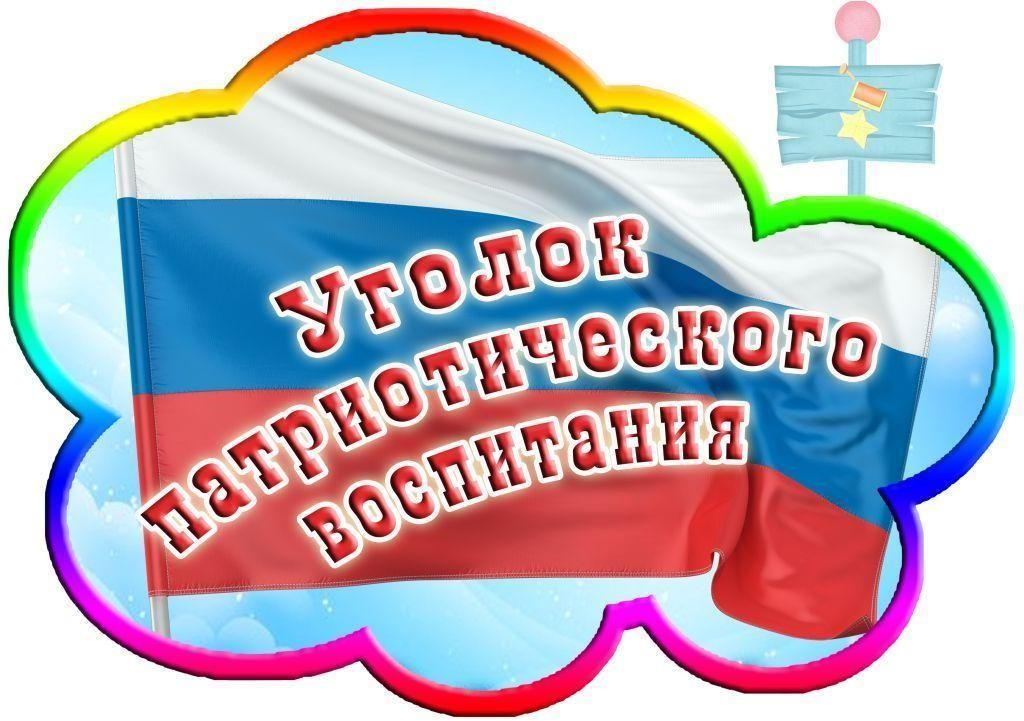 Уголок
патриотического
воспитания